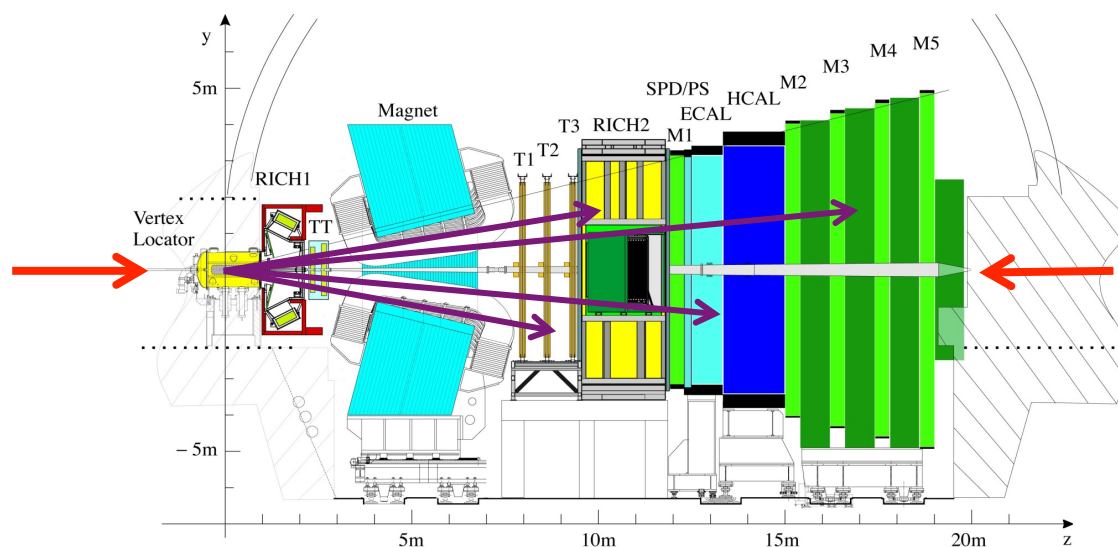 y
5m
Magnet
T1
T2
T3
RICH2
SPD/PS
M1
ECAL
HCAL
M2
M3
M4
M5
RICH1
TT
Vertex
Locator
− 5m
5m
10m
15m
20m
z